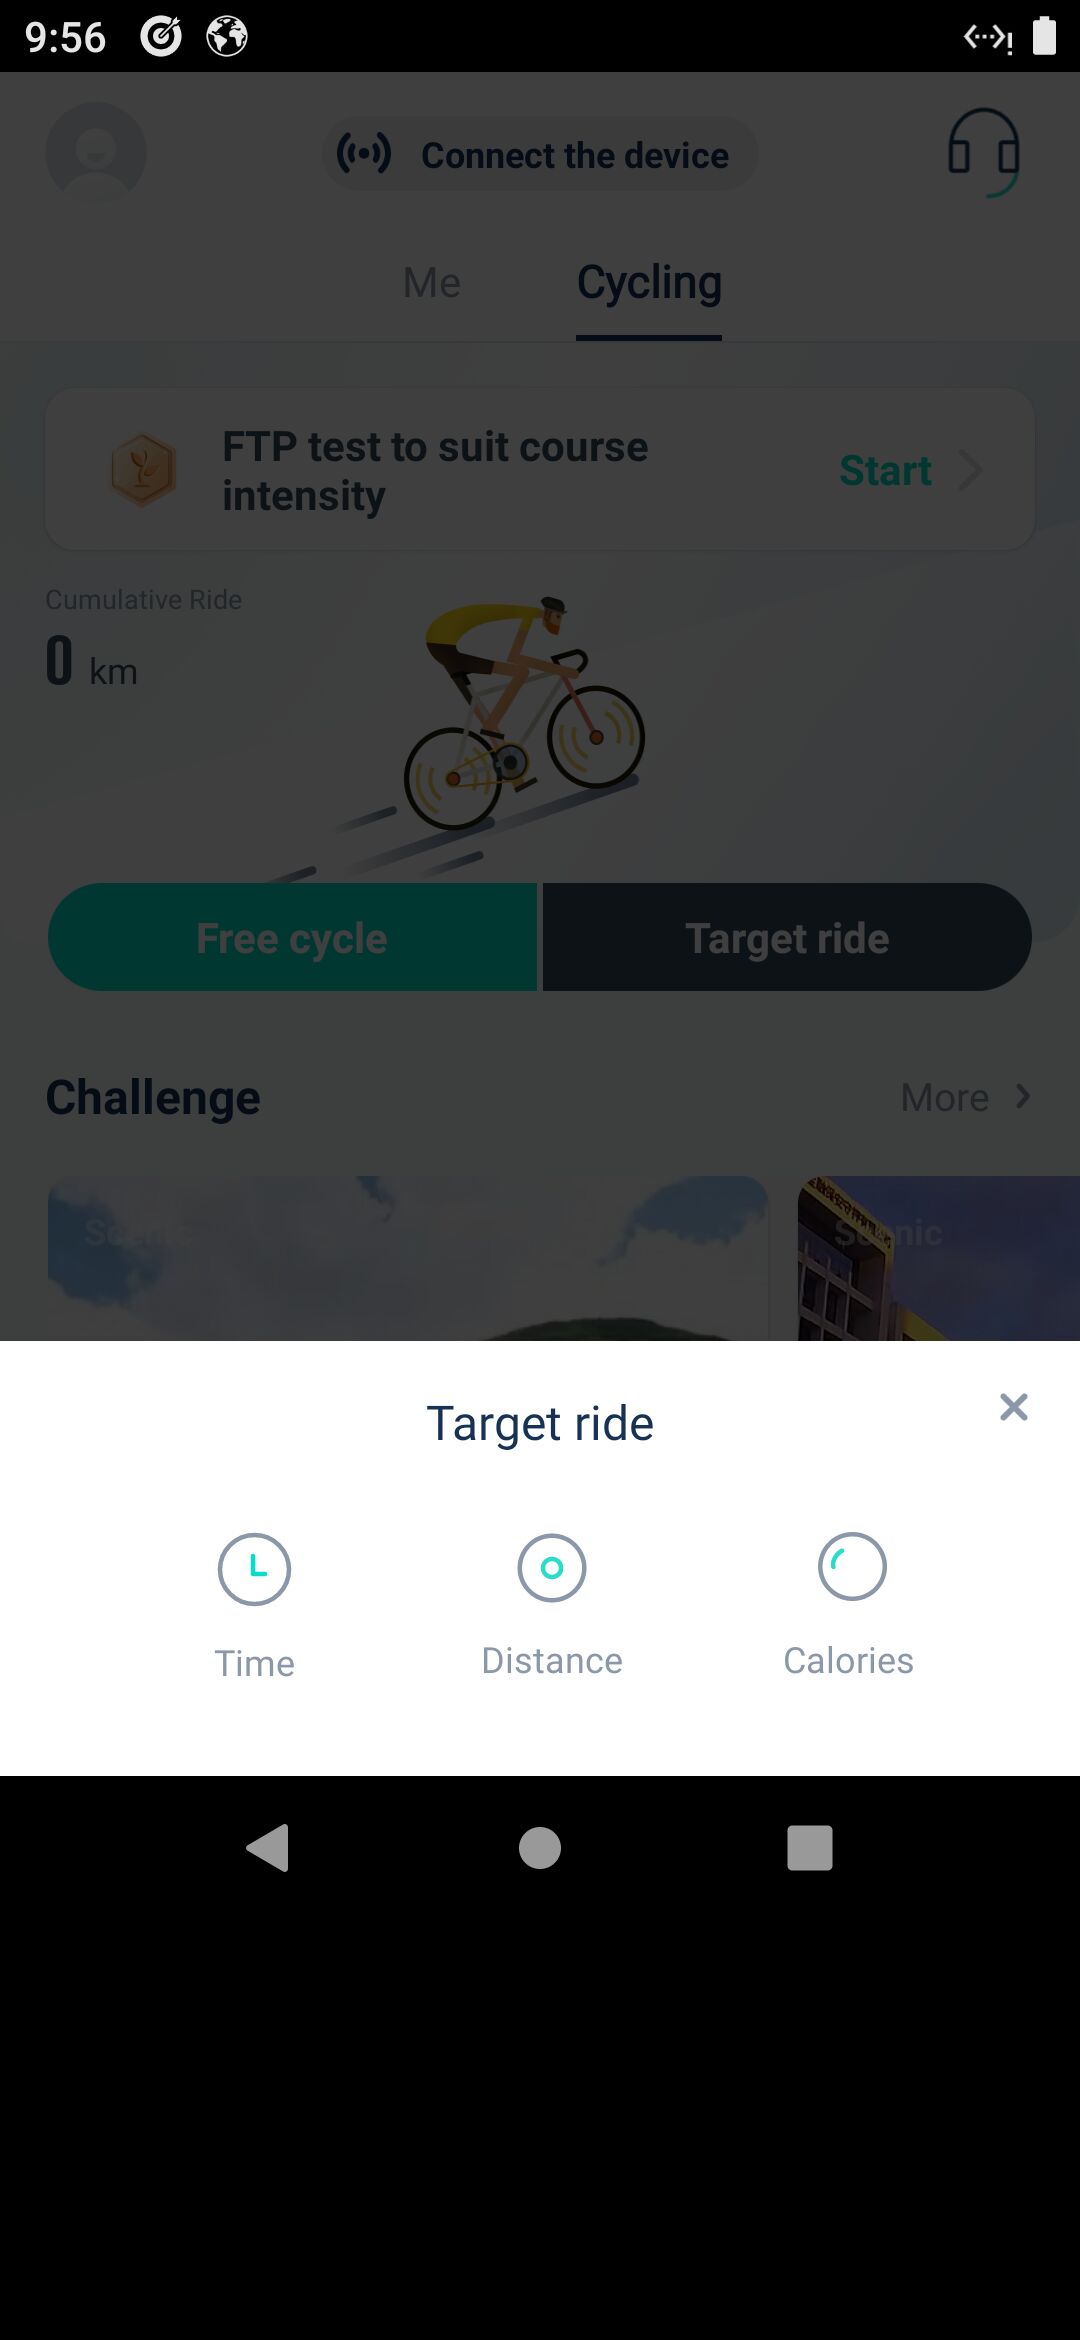 9:56
Connect the device
Me
Cycling
FTP test to suit course
intensity
Start
Cumulative Ride
0 km
Free cycle
Target ride
Challenge
More
Scenic
Scenic
Target ride
Time
Distance
Calories